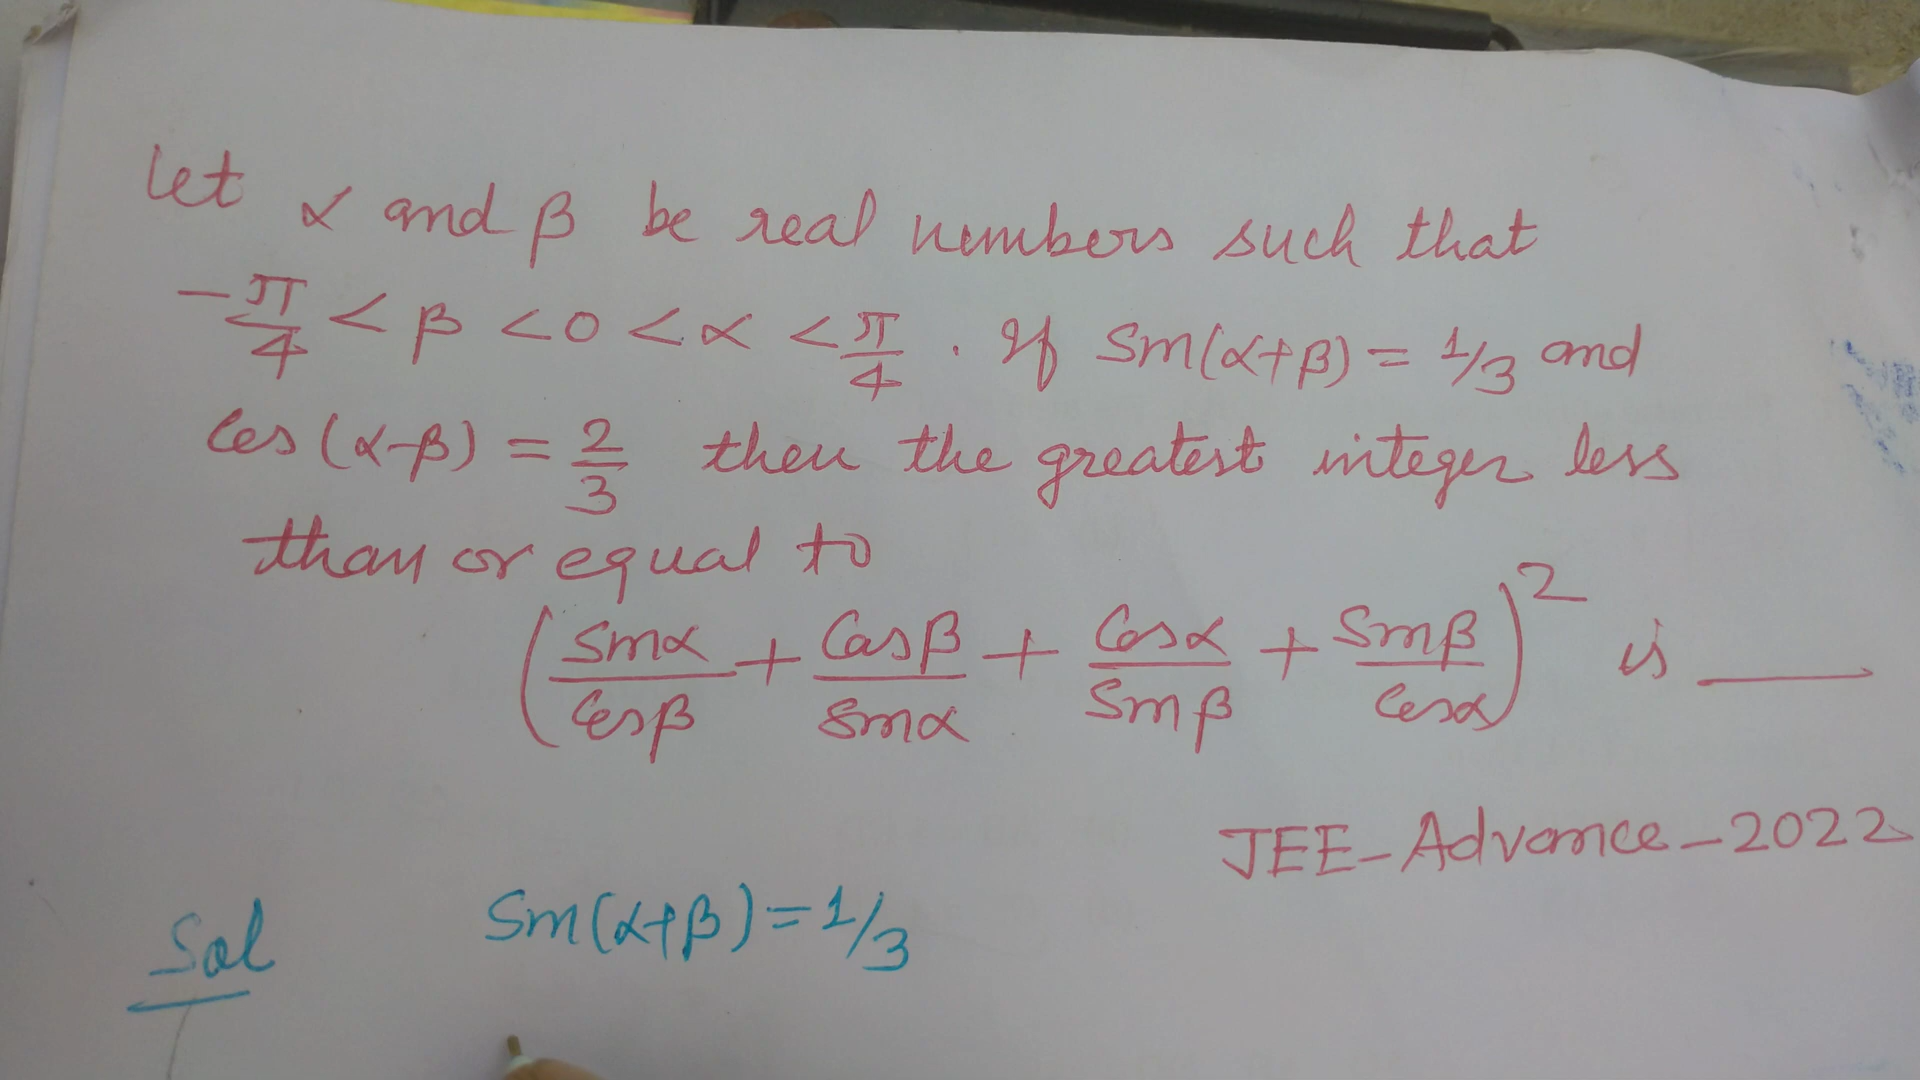 Let α and β be real numbers such that
-π/4 < β < 0 < α < π/4 . If Sin(α+β) = 1/3 and
Cos(α-β) = 2/3 then the greatest integer less
than or equal to
(Sinα/Cosβ + Cosβ/Sinα + Cosα/Sinβ + Sinβ/Cosα)² is ____
JEE-Advance-2022
Sol Sin(α+β) = 1/3